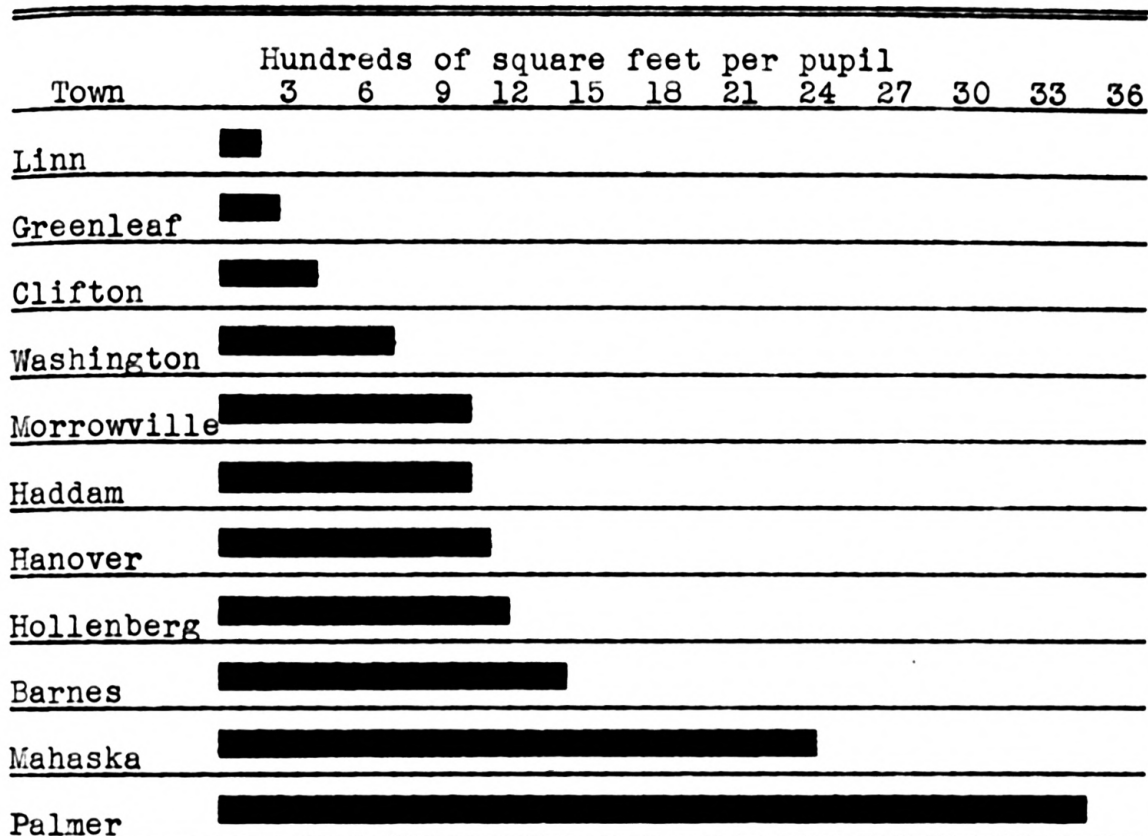 Hundreds of square feet per pupil
Town 3 6 9 12 15 18 21 24 27 30 33 36
Linn
Greenleaf
Clifton
Washington
Morrowville
Haddam
Hanover
Hollenberg
Barnes
Mahaska
Palmer